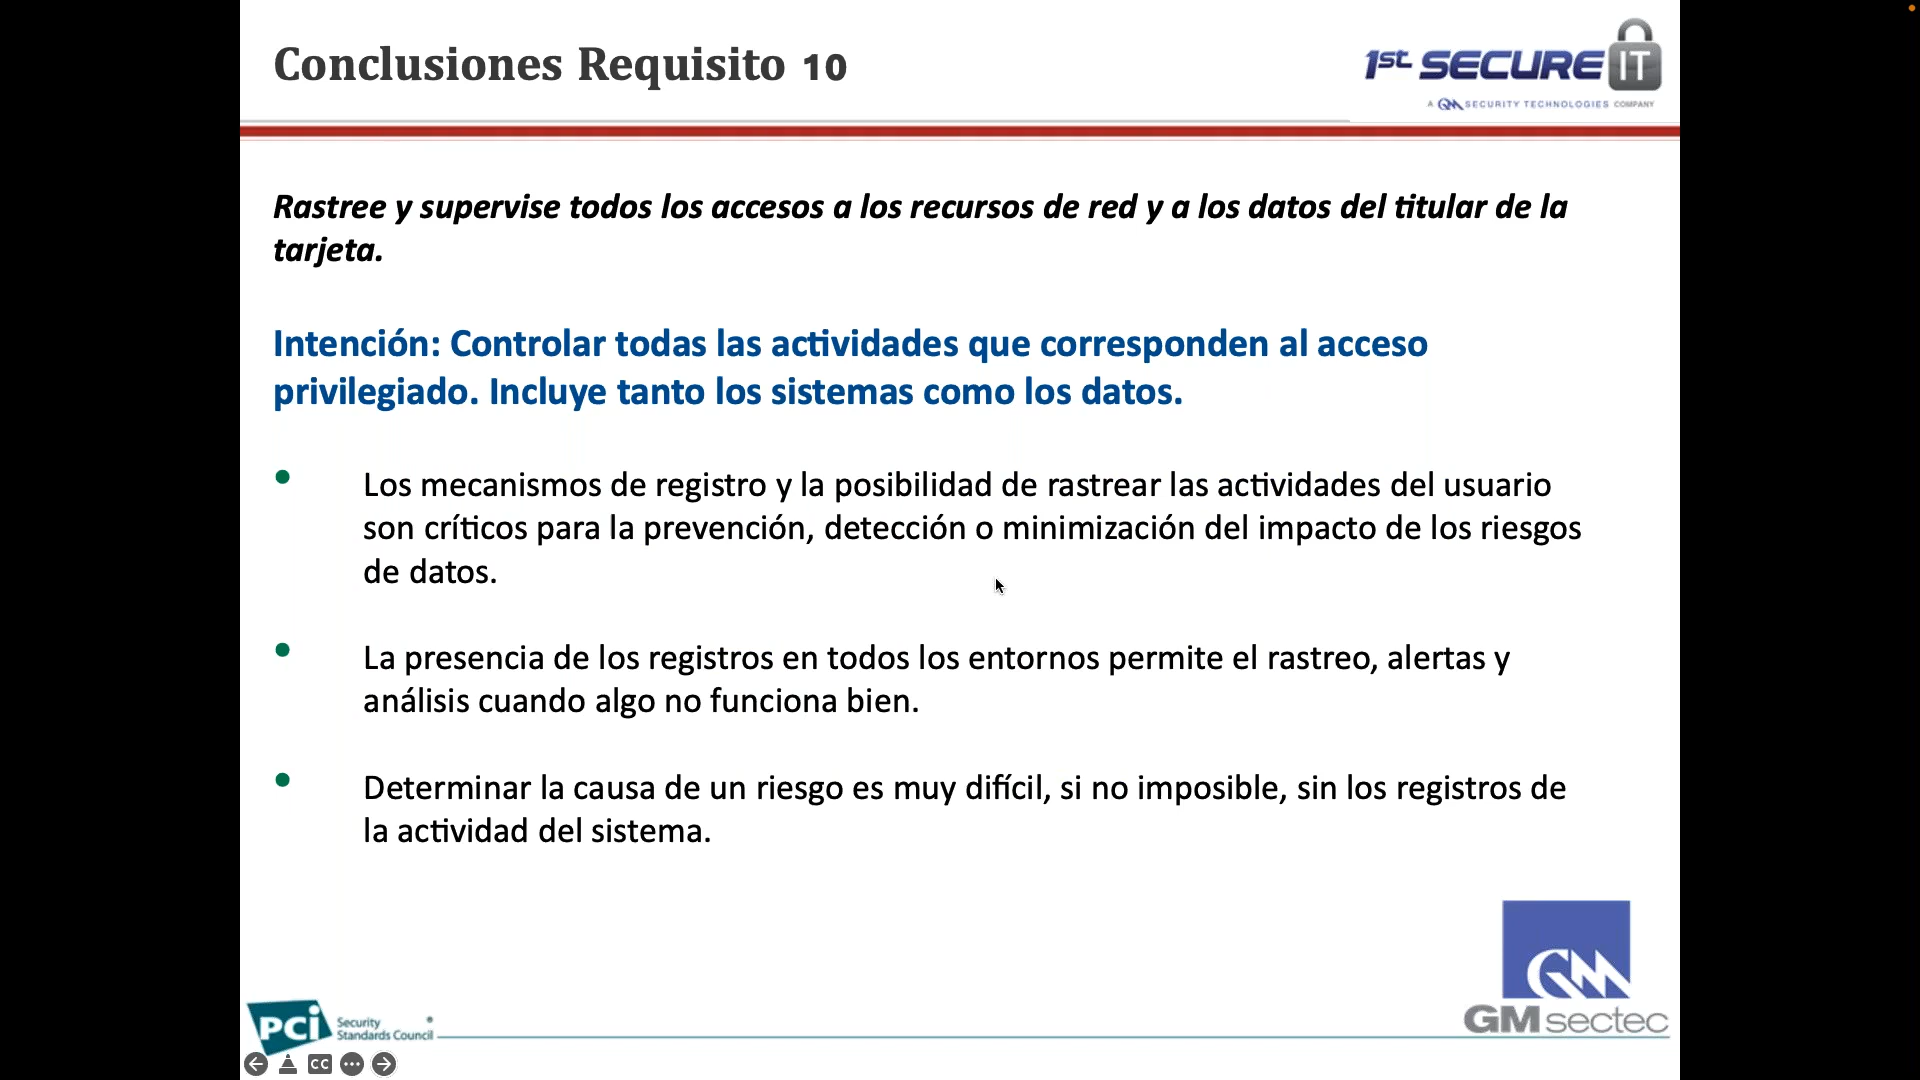 Conclusiones Requisito 10
1st SECURE IT
A GM SECURITY TECHNOLOGIES COMPANY
Rastree y supervise todos los accesos a los recursos de red y a los datos del titular de la
tarjeta.
Intención: Controlar todas las actividades que corresponden al acceso
privilegiado. Incluye tanto los sistemas como los datos.
• Los mecanismos de registro y la posibilidad de rastrear las actividades del usuario
son críticos para la prevención, detección o minimización del impacto de los riesgos
de datos.
• La presencia de los registros en todos los entornos permite el rastreo, alertas y
análisis cuando algo no funciona bien.
• Determinar la causa de un riesgo es muy difícil, si no imposible, sin los registros de
la actividad del sistema.
GM
GM sectec
PCi Security
Standards Council
CC